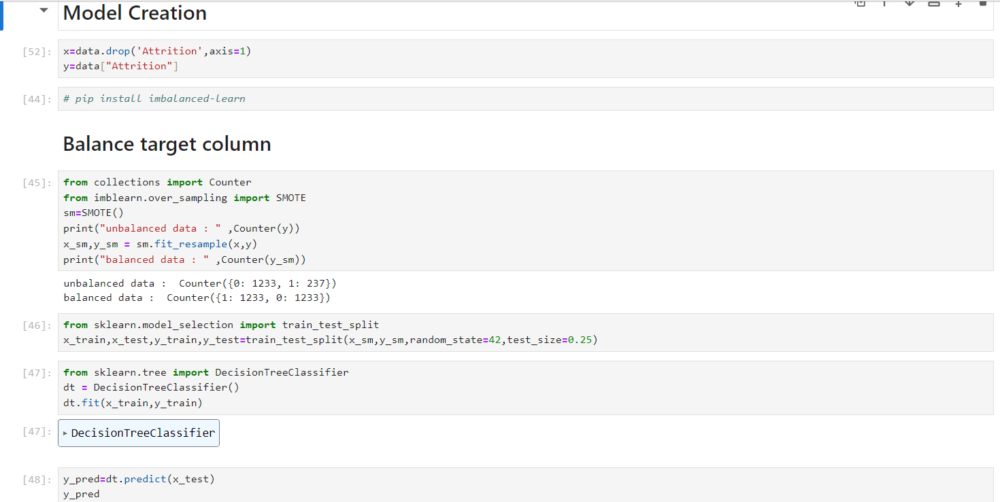 Model Creation
[52]:
x=data.drop('Attrition',axis=1)
y=data["Attrition"]
[44]:
# pip install imbalanced-learn
Balance target column
[45]:
from collections import Counter
from imblearn.over_sampling import SMOTE
sm=SMOTE()
print("unbalanced data : " ,Counter(y))
x_sm,y_sm = sm.fit_resample(x,y)
print("balanced data : " ,Counter(y_sm))
unbalanced data :  Counter({0: 1233, 1: 237})
balanced data :  Counter({1: 1233, 0: 1233})
[46]:
from sklearn.model_selection import train_test_split
x_train,x_test,y_train,y_test=train_test_split(x_sm,y_sm,random_state=42,test_size=0.25)
[47]:
from sklearn.tree import DecisionTreeClassifier
dt = DecisionTreeClassifier()
dt.fit(x_train,y_train)
[47]:
DecisionTreeClassifier
[48]:
y_pred=dt.predict(x_test)
y_pred